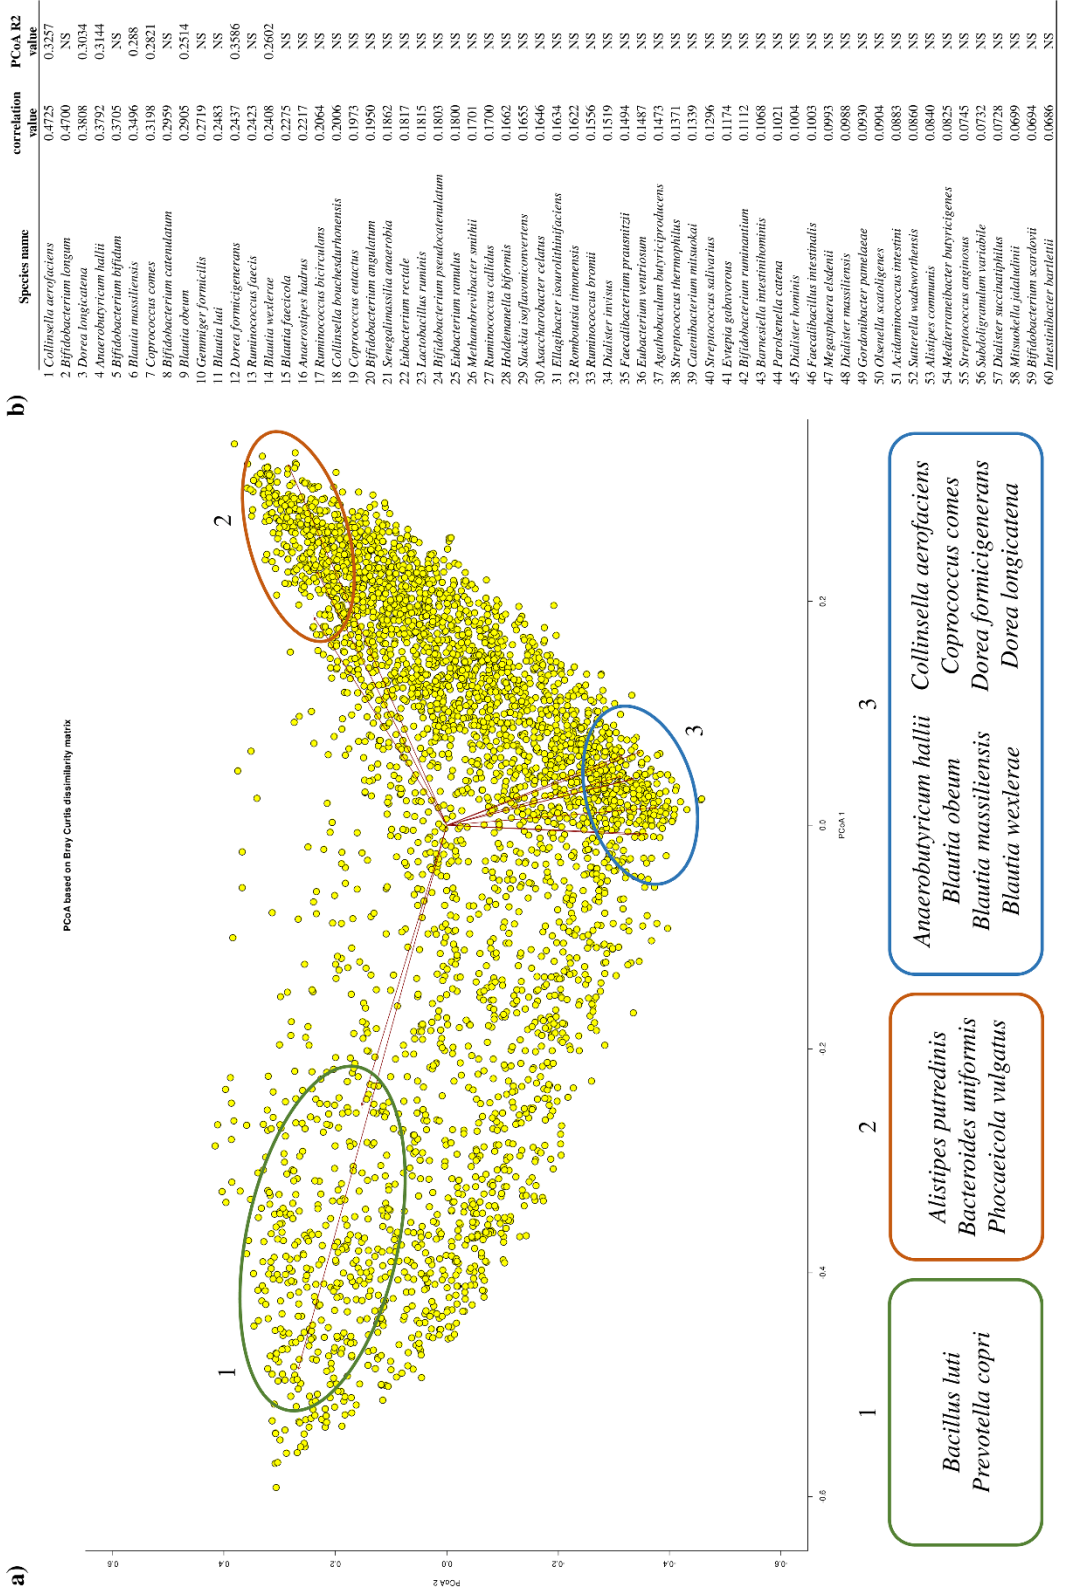 a)
PCoA based on Bray Curtis dissimilarity matrix
PCoA 2
0.6
0.4
0.2
0.0
-0.2
-0.4
-0.6
PCoA 1
-0.6
-0.4
-0.2
0.0
0.2
1
2
3
1
Bacillus luti
Prevotella copri
2
Alistipes putredinis
Bacteroides uniformis
Phocaeicola vulgatus
3
Anaerobutyricum hallii Collinsella aerofaciens
Blautia obeum Coprococcus comes
Blautia massiliensis Dorea formicigenerans
Blautia wexlerae Dorea longicatena
b)
Species name correlation value PCoA R2 value
1 Collinsella aerofaciens 0.4725 0.3257
2 Bifidobacterium longum 0.4700 NS
3 Dorea longicatena 0.3808 0.3034
4 Anaerobutyricum hallii 0.3792 0.3144
5 Bifidobacterium bifidum 0.3705 NS
6 Blautia massiliensis 0.3496 0.288
7 Coprococcus comes 0.3198 0.2821
8 Bifidobacterium catenulatum 0.2959 NS
9 Blautia obeum 0.2905 0.2514
10 Gemmiger formicilis 0.2719 NS
11 Blautia luti 0.2483 NS
12 Dorea formicigenerans 0.2437 0.3586
13 Ruminococcus faecis 0.2423 NS
14 Blautia wexlerae 0.2408 0.2602
15 Blautia faecicola 0.2275 NS
16 Anaerostipes hadrus 0.2217 NS
17 Ruminococcus bicirculans 0.2064 NS
18 Collinsella bouchesdurhonensis 0.2006 NS
19 Coprococcus eutactus 0.1973 NS
20 Bifidobacterium angulatum 0.1950 NS
21 Senegalimassilia anaerobia 0.1862 NS
22 Eubacterium rectale 0.1817 NS
23 Lactobacillus ruminis 0.1815 NS
24 Bifidobacterium pseudocatenulatum 0.1803 NS
25 Eubacterium ramulus 0.1800 NS
26 Methanobrevibacter smithii 0.1701 NS
27 Ruminococcus callidus 0.1700 NS
28 Holdemanella biformis 0.1662 NS
29 Slackia isoflavoniconvertens 0.1655 NS
30 Asaccharobacter celatus 0.1646 NS
31 Ellagibacter isourolithinifaciens 0.1634 NS
32 Romboutsia timonensis 0.1622 NS
33 Ruminococcus bromii 0.1556 NS
34 Dialister invisus 0.1519 NS
35 Faecalibacterium prausnitzii 0.1494 NS
36 Eubacterium ventriosum 0.1487 NS
37 Agathobaculum butyriciproducens 0.1473 NS
38 Streptococcus thermophilus 0.1371 NS
39 Catenibacterium mitsuokai 0.1339 NS
40 Streptococcus salivarius 0.1296 NS
41 Evtepia gabavorous 0.1174 NS
42 Bifidobacterium ruminantium 0.1112 NS
43 Barnesiella intestinihominis 0.1068 NS
44 Parolsenella catena 0.1021 NS
45 Dialister hominis 0.1004 NS
46 Faecalibacillus intestinalis 0.1003 NS
47 Megasphaera elsdenii 0.0993 NS
48 Dialister massiliensis 0.0988 NS
49 Gordonibacter pamelaeae 0.0930 NS
50 Olsenella scatoligenes 0.0904 NS
51 Acidaminococcus intestini 0.0883 NS
52 Sutterella wadsworthensis 0.0860 NS
53 Alistipes communis 0.0840 NS
54 Mediterraneibacter butyricigenes 0.0825 NS
55 Streptococcus anginosus 0.0745 NS
56 Subdoligranulum variabile 0.0732 NS
57 Dialister succinatiphilus 0.0728 NS
58 Mitsuokella jalaludinii 0.0699 NS
59 Bifidobacterium scardovii 0.0694 NS
60 Intestinibacter bartlettii 0.0686 NS